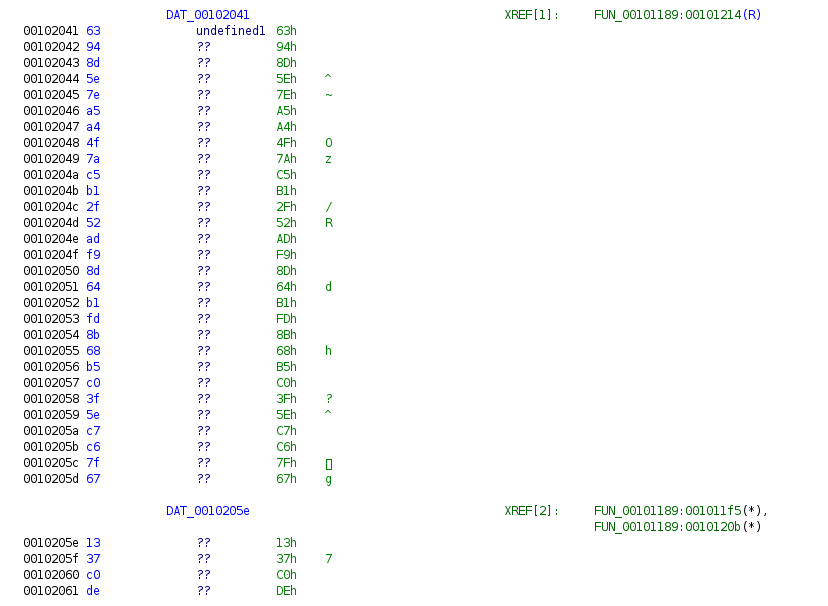 DAT_00102041 XREF[1]: FUN_00101189:00101214(R)
00102041 63 undefined1 63h
00102042 94 ?? 94h
00102043 8d ?? 8Dh
00102044 5e ?? 5Eh ^
00102045 7e ?? 7Eh ~
00102046 a5 ?? A5h
00102047 a4 ?? A4h
00102048 4f ?? 4Fh O
00102049 7a ?? 7Ah z
0010204a c5 ?? C5h
0010204b b1 ?? B1h
0010204c 2f ?? 2Fh /
0010204d 52 ?? 52h R
0010204e ad ?? ADh
0010204f f9 ?? F9h
00102050 8d ?? 8Dh
00102051 64 ?? 64h d
00102052 b1 ?? B1h
00102053 fd ?? FDh
00102054 8b ?? 8Bh
00102055 68 ?? 68h h
00102056 b5 ?? B5h
00102057 c0 ?? C0h
00102058 3f ?? 3Fh ?
00102059 5e ?? 5Eh ^
0010205a c7 ?? C7h
0010205b c6 ?? C6h
0010205c 7f ?? 7Fh
0010205d 67 ?? 67h g
DAT_0010205e XREF[2]: FUN_00101189:001011f5(*),
FUN_00101189:0010120b(*)
0010205e 13 ?? 13h
0010205f 37 ?? 37h 7
00102060 c0 ?? C0h
00102061 de ?? DEh